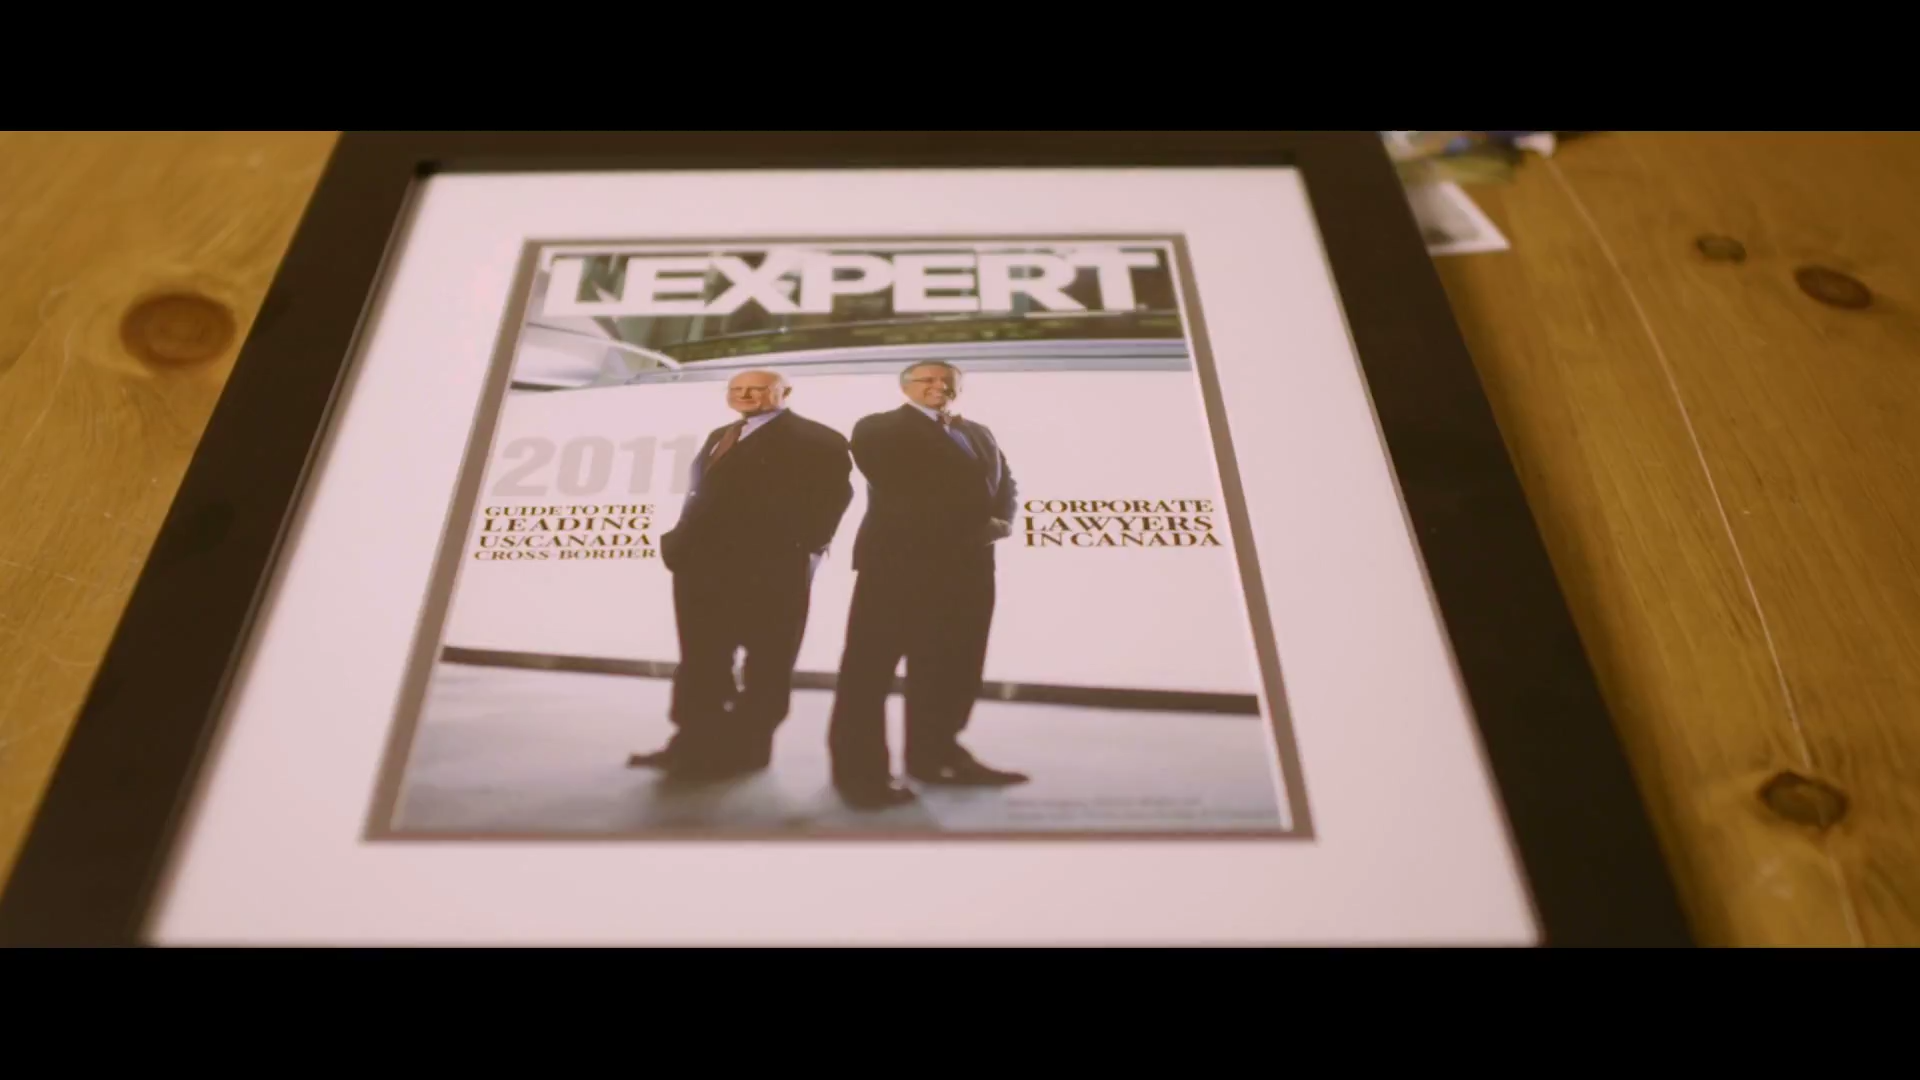 LEXPERT
2011
GUIDE TO THE
LEADING
US/CANADA
CROSS-BORDER
CORPORATE
LAWYERS
IN CANADA